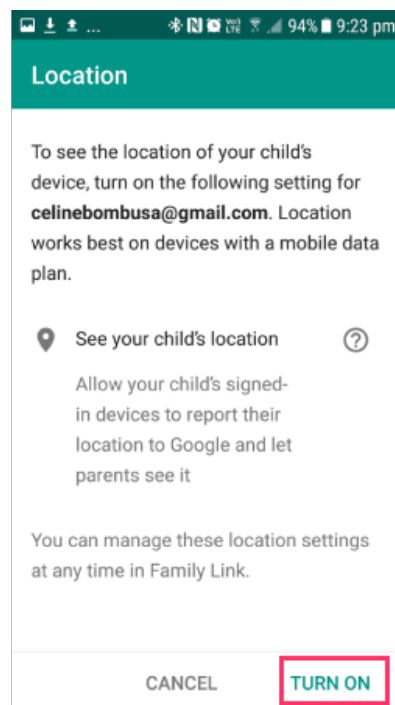 ... VoLTE 94% 9:23 pm
Location
To see the location of your child's
device, turn on the following setting for
celinebombusa@gmail.com. Location
works best on devices with a mobile data
plan.
See your child's location ?
Allow your child's signed-
in devices to report their
location to Google and let
parents see it
You can manage these location settings
at any time in Family Link.
CANCEL TURN ON